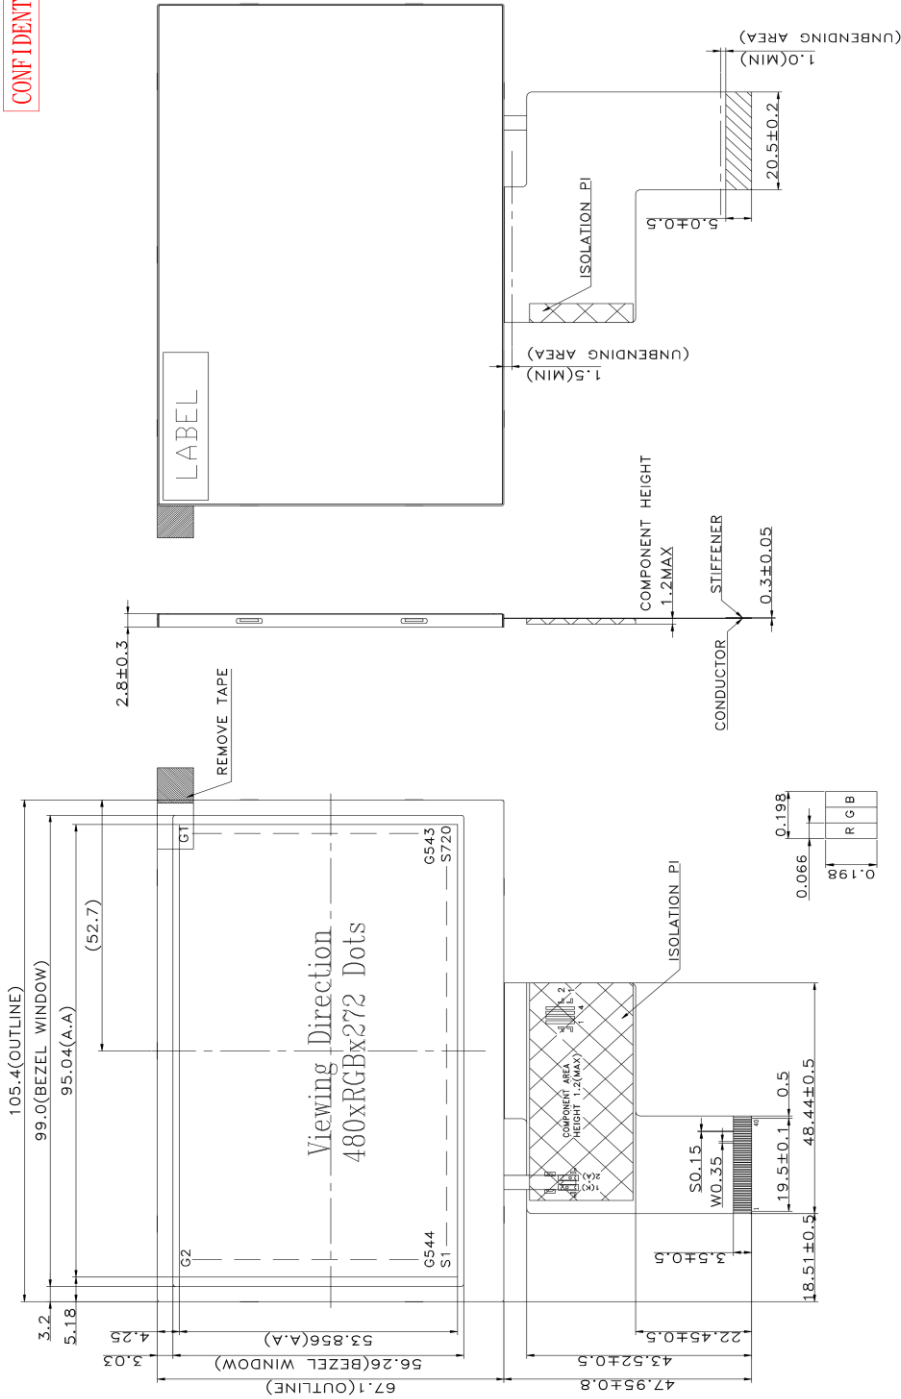 CONFIDENT
105.4(OUTLINE)
99.0(BEZEL WINDOW)
95.04(A.A)
(52.7)
3.2
5.18
4.25
3.03
53.856(A.A)
56.26(BEZEL WINDOW)
67.1(OUTLINE)
G1
G2
G543
S720
G544
S1
Viewing Direction
480xRGBx272 Dots
REMOVE TAPE
2.8±0.3
COMPONENT HEIGHT
1.2MAX
STIFFENER
CONDUCTOR
0.3±0.05
LABEL
ISOLATION PI
1.5(MIN)
(UNBENDING AREA)
1.0(MIN)
(UNBENDING AREA)
5.0±0.5
20.5±0.2
COMPONENT AREA
HEIGHT 1.2(MAX)
ISOLATION PI
S0.15
W0.35
0.5
19.5±0.1
48.44±0.5
18.51±0.5
3.5±0.5
22.45±0.5
43.52±0.5
47.95±0.8
1
40
0.198
0.066
R G B
0.198